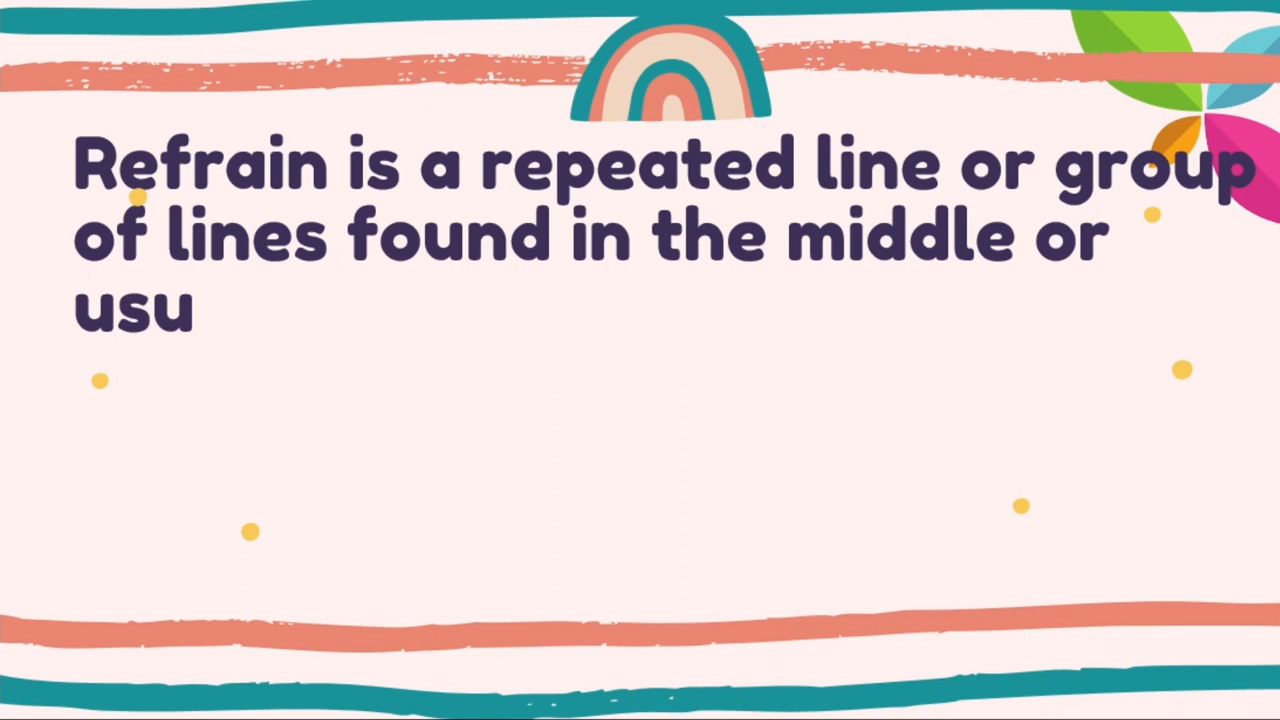 Refrain is a repeated line or group
of lines found in the middle or
usu